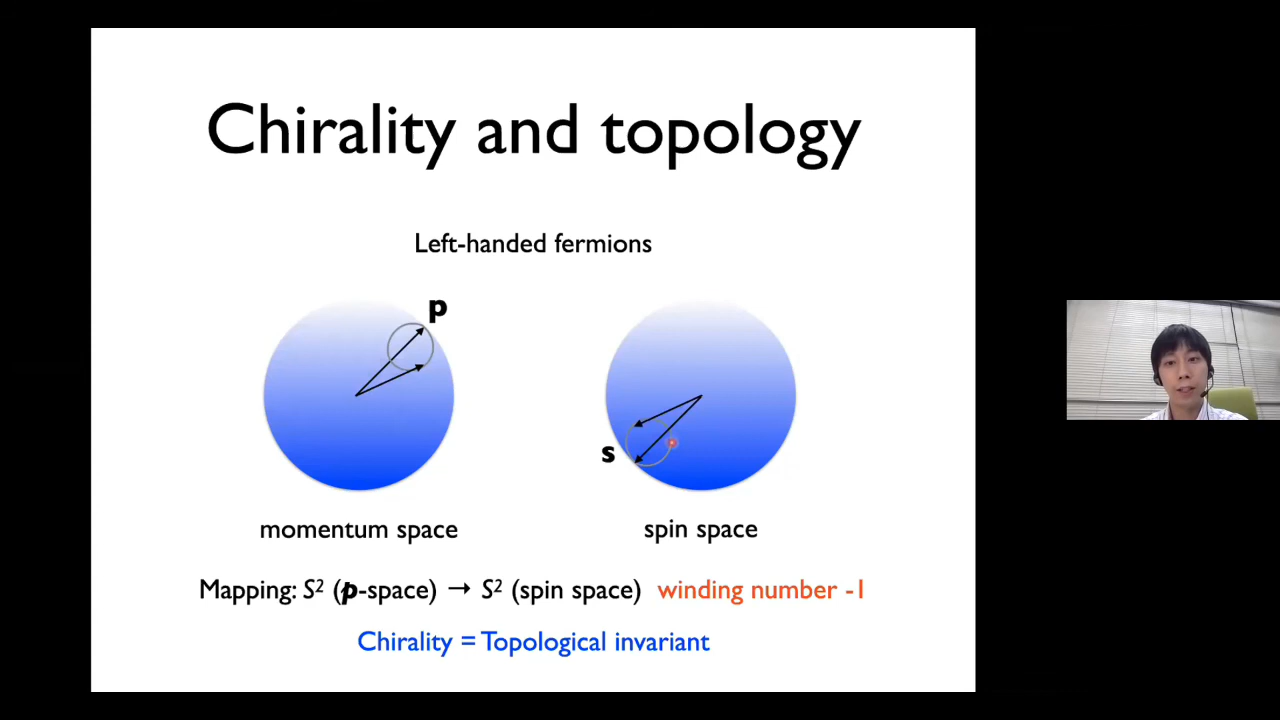 Chirality and topology
Left-handed fermions
p
s
momentum space
spin space
Mapping: S² (p-space) → S² (spin space) winding number -1
Chirality = Topological invariant